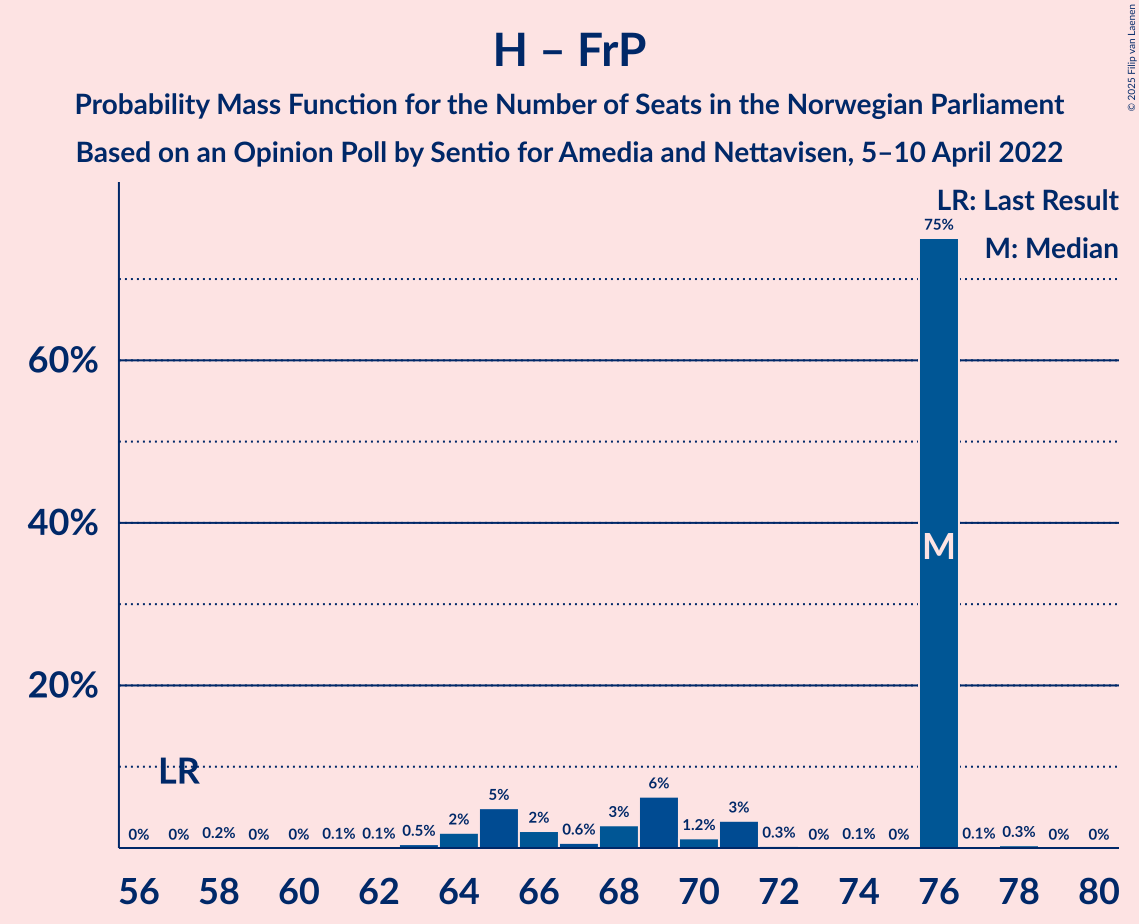 H – FrP
Probability Mass Function for the Number of Seats in the Norwegian Parliament
Based on an Opinion Poll by Sentio for Amedia and Nettavisen, 5–10 April 2022
© 2025 Filip van Laenen
LR: Last Result
M: Median
60%
40%
20%
LR
M
0% 0% 0.2% 0% 0% 0.1% 0.1% 0.5% 2% 5% 2% 0.6% 3% 6% 1.2% 3% 0.3% 0% 0.1% 0% 75% 0.1% 0.3% 0% 0%
56 58 60 62 64 66 68 70 72 74 76 78 80